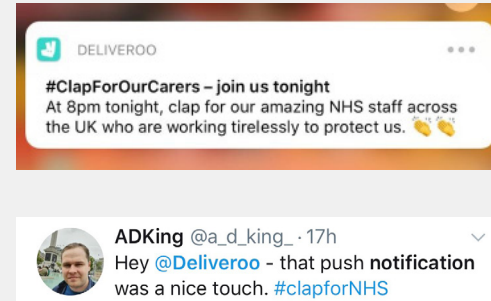 DELIVEROO
#ClapForOurCarers – join us tonight
At 8pm tonight, clap for our amazing NHS staff across
the UK who are working tirelessly to protect us. 👏👏
ADKing @a_d_king_ · 17h
Hey @Deliveroo - that push notification
was a nice touch. #clapforNHS